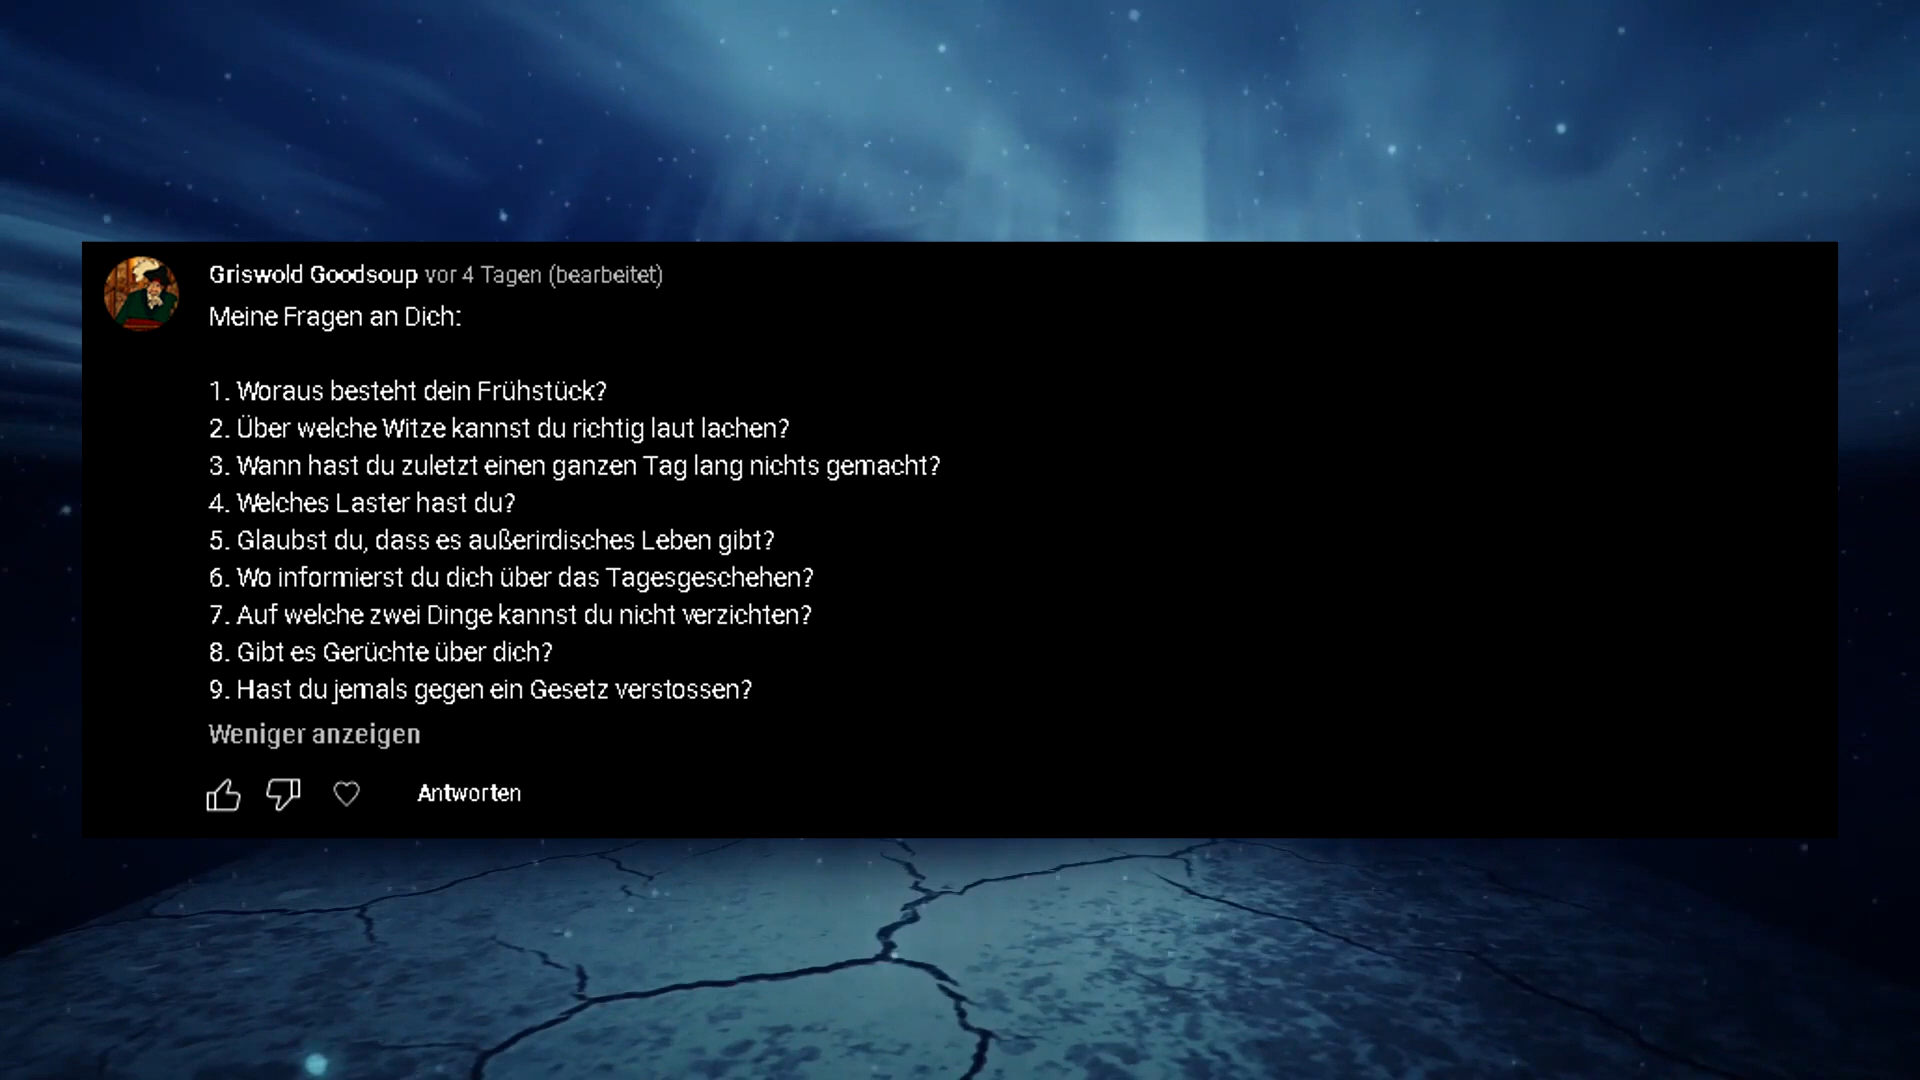 Griswold Goodsoup vor 4 Tagen (bearbeitet)
Meine Fragen an Dich:
1. Woraus besteht dein Frühstück?
2. Über welche Witze kannst du richtig laut lachen?
3. Wann hast du zuletzt einen ganzen Tag lang nichts gemacht?
4. Welches Laster hast du?
5. Glaubst du, dass es außerirdisches Leben gibt?
6. Wo informierst du dich über das Tagesgeschehen?
7. Auf welche zwei Dinge kannst du nicht verzichten?
8. Gibt es Gerüchte über dich?
9. Hast du jemals gegen ein Gesetz verstossen?
Weniger anzeigen
Antworten